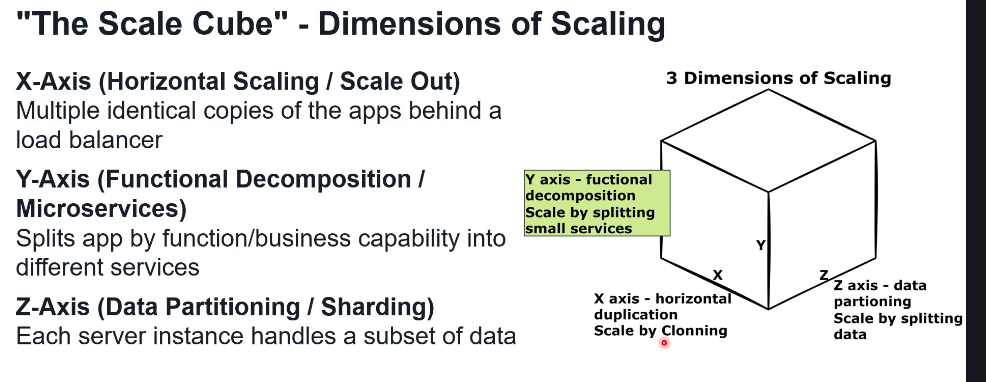 "The Scale Cube" - Dimensions of Scaling
X-Axis (Horizontal Scaling / Scale Out)
Multiple identical copies of the apps behind a
load balancer
Y-Axis (Functional Decomposition /
Microservices)
Splits app by function/business capability into
different services
Z-Axis (Data Partitioning / Sharding)
Each server instance handles a subset of data
3 Dimensions of Scaling
Y axis - fuctional
decomposition
Scale by splitting
small services
Y
X
Z
X axis - horizontal
duplication
Scale by Clonning
Z axis - data
partioning
Scale by splitting
data